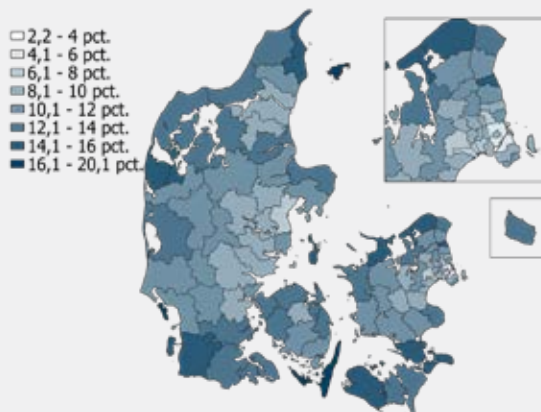 2,2 - 4 pct.
4,1 - 6 pct.
6,1 - 8 pct.
8,1 - 10 pct.
10,1 - 12 pct.
12,1 - 14 pct.
14,1 - 16 pct.
16,1 - 20,1 pct.